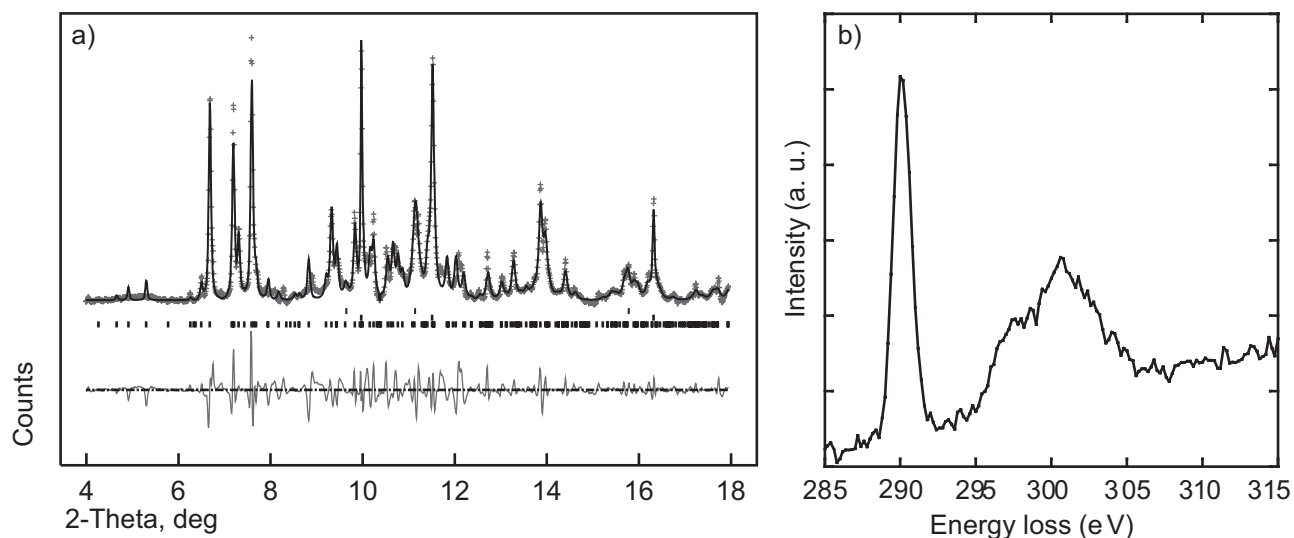 a)
Counts
4 6 8 10 12 14 16 18
2-Theta, deg
b)
Intensity (a. u.)
285 290 295 300 305 310 315
Energy loss (eV)